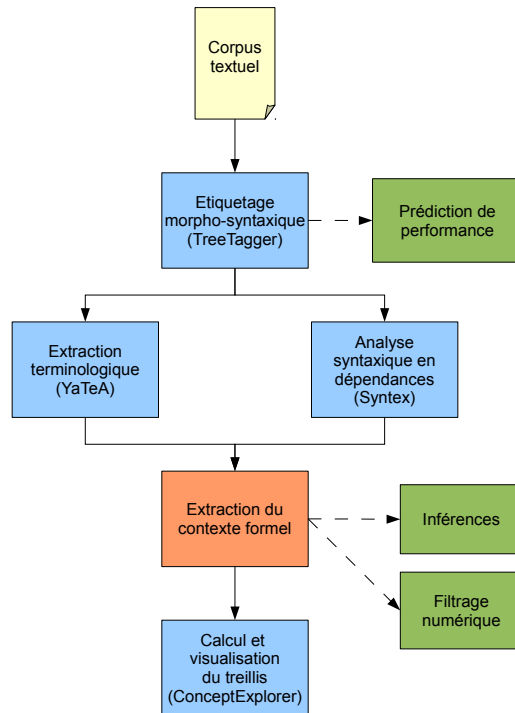 Corpus
textuel
Etiquetage
morpho-syntaxique
(TreeTagger)
Prédiction de
performance
Extraction
terminologique
(YaTeA)
Analyse
syntaxique en
dépendances
(Syntex)
Extraction du
contexte formel
Inférences
Filtrage
numérique
Calcul et
visualisation
du treillis
(ConceptExplorer)